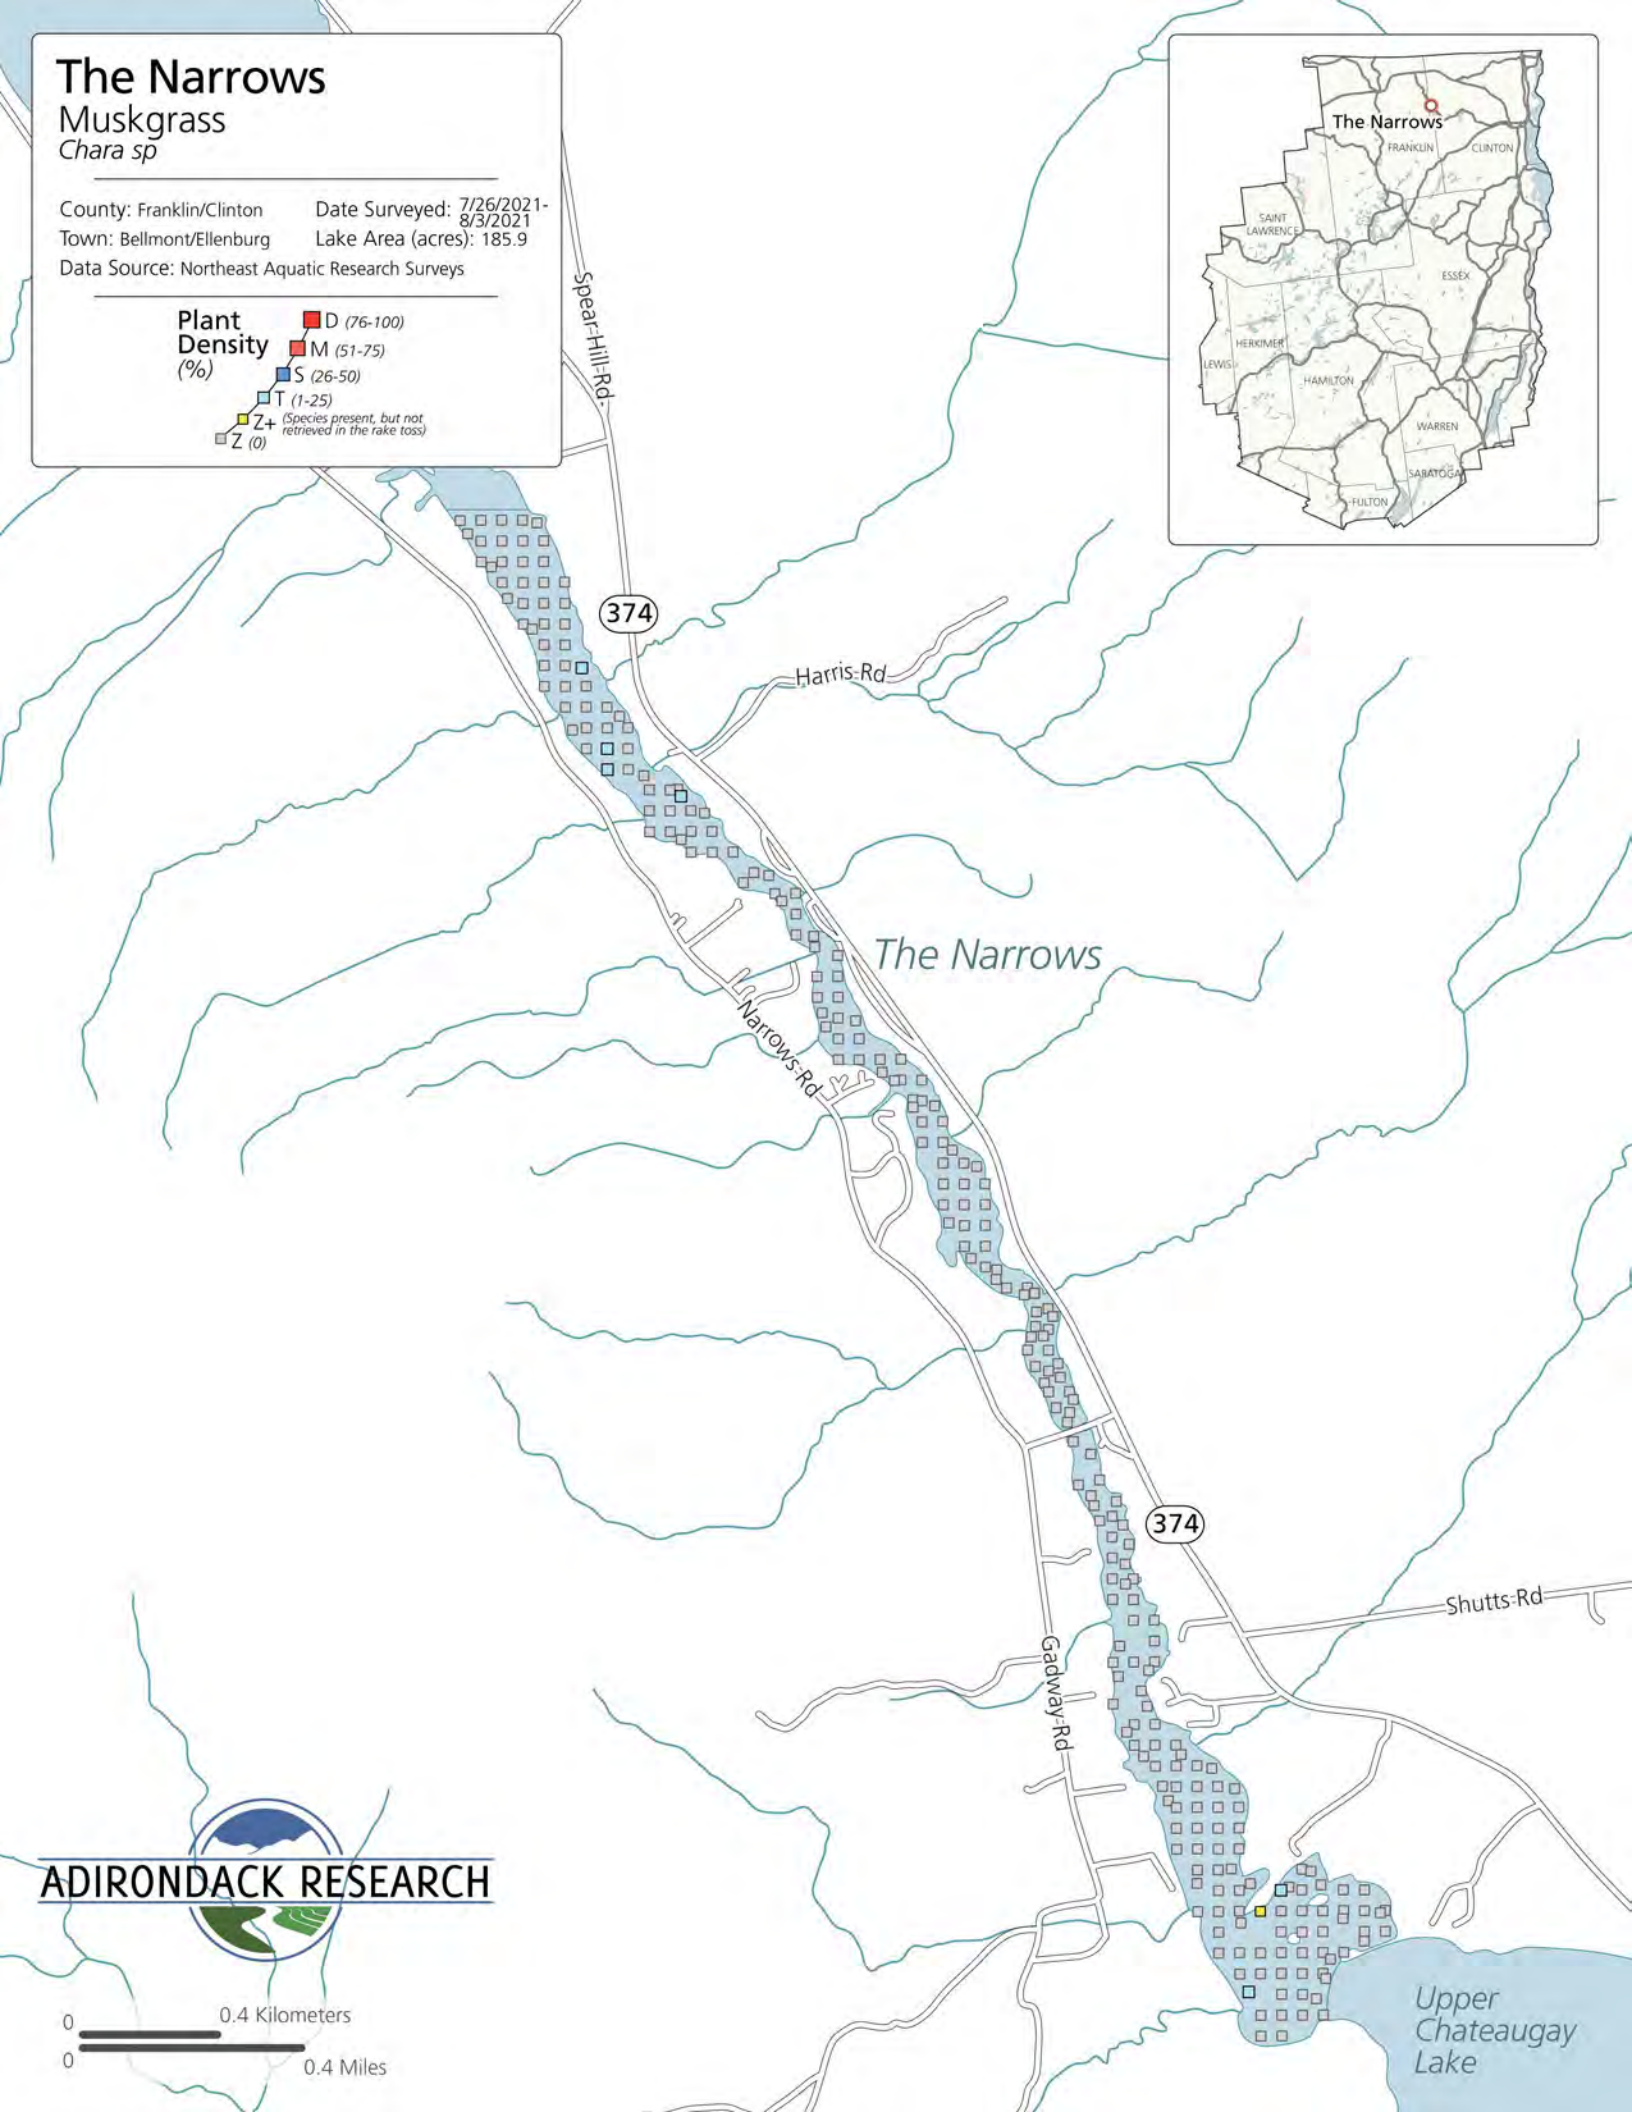 The Narrows
Muskgrass
Chara sp
County: Franklin/Clinton
Date Surveyed: 7/26/2021-
8/3/2021
Town: Bellmont/Ellenburg
Lake Area (acres): 185.9
Data Source: Northeast Aquatic Research Surveys
Plant
Density
(%)
D (76-100)
M (51-75)
S (26-50)
T (1-25)
Z+ (Species present, but not
retrieved in the rake toss)
Z (0)
The Narrows
FRANKLIN
CLINTON
SAINT
LAWRENCE
ESSEX
HERKIMER
LEWIS
HAMILTON
WARREN
SARATOGA
FULTON
Spear-Hill-Rd-
374
Harris-Rd
The Narrows
Narrows-Rd
374
Shutts-Rd
Gadway-Rd
ADIRONDACK RESEARCH
0
0.4 Kilometers
0
0.4 Miles
Upper
Chateaugay
Lake